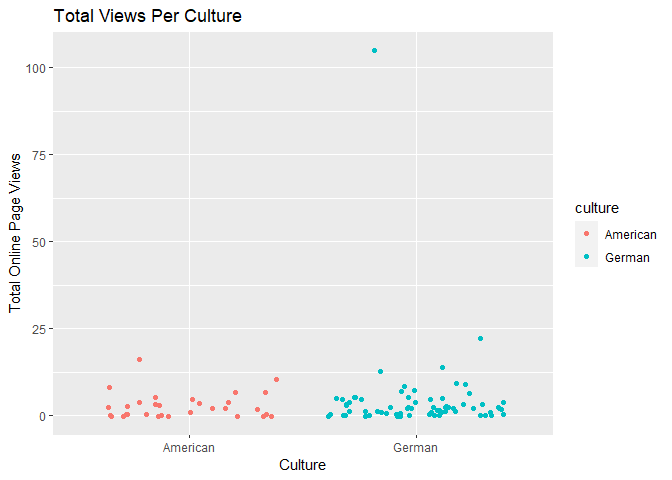 Total Views Per Culture
Total Online Page Views
100
75
50
25
0
American
German
Culture
culture
American
German